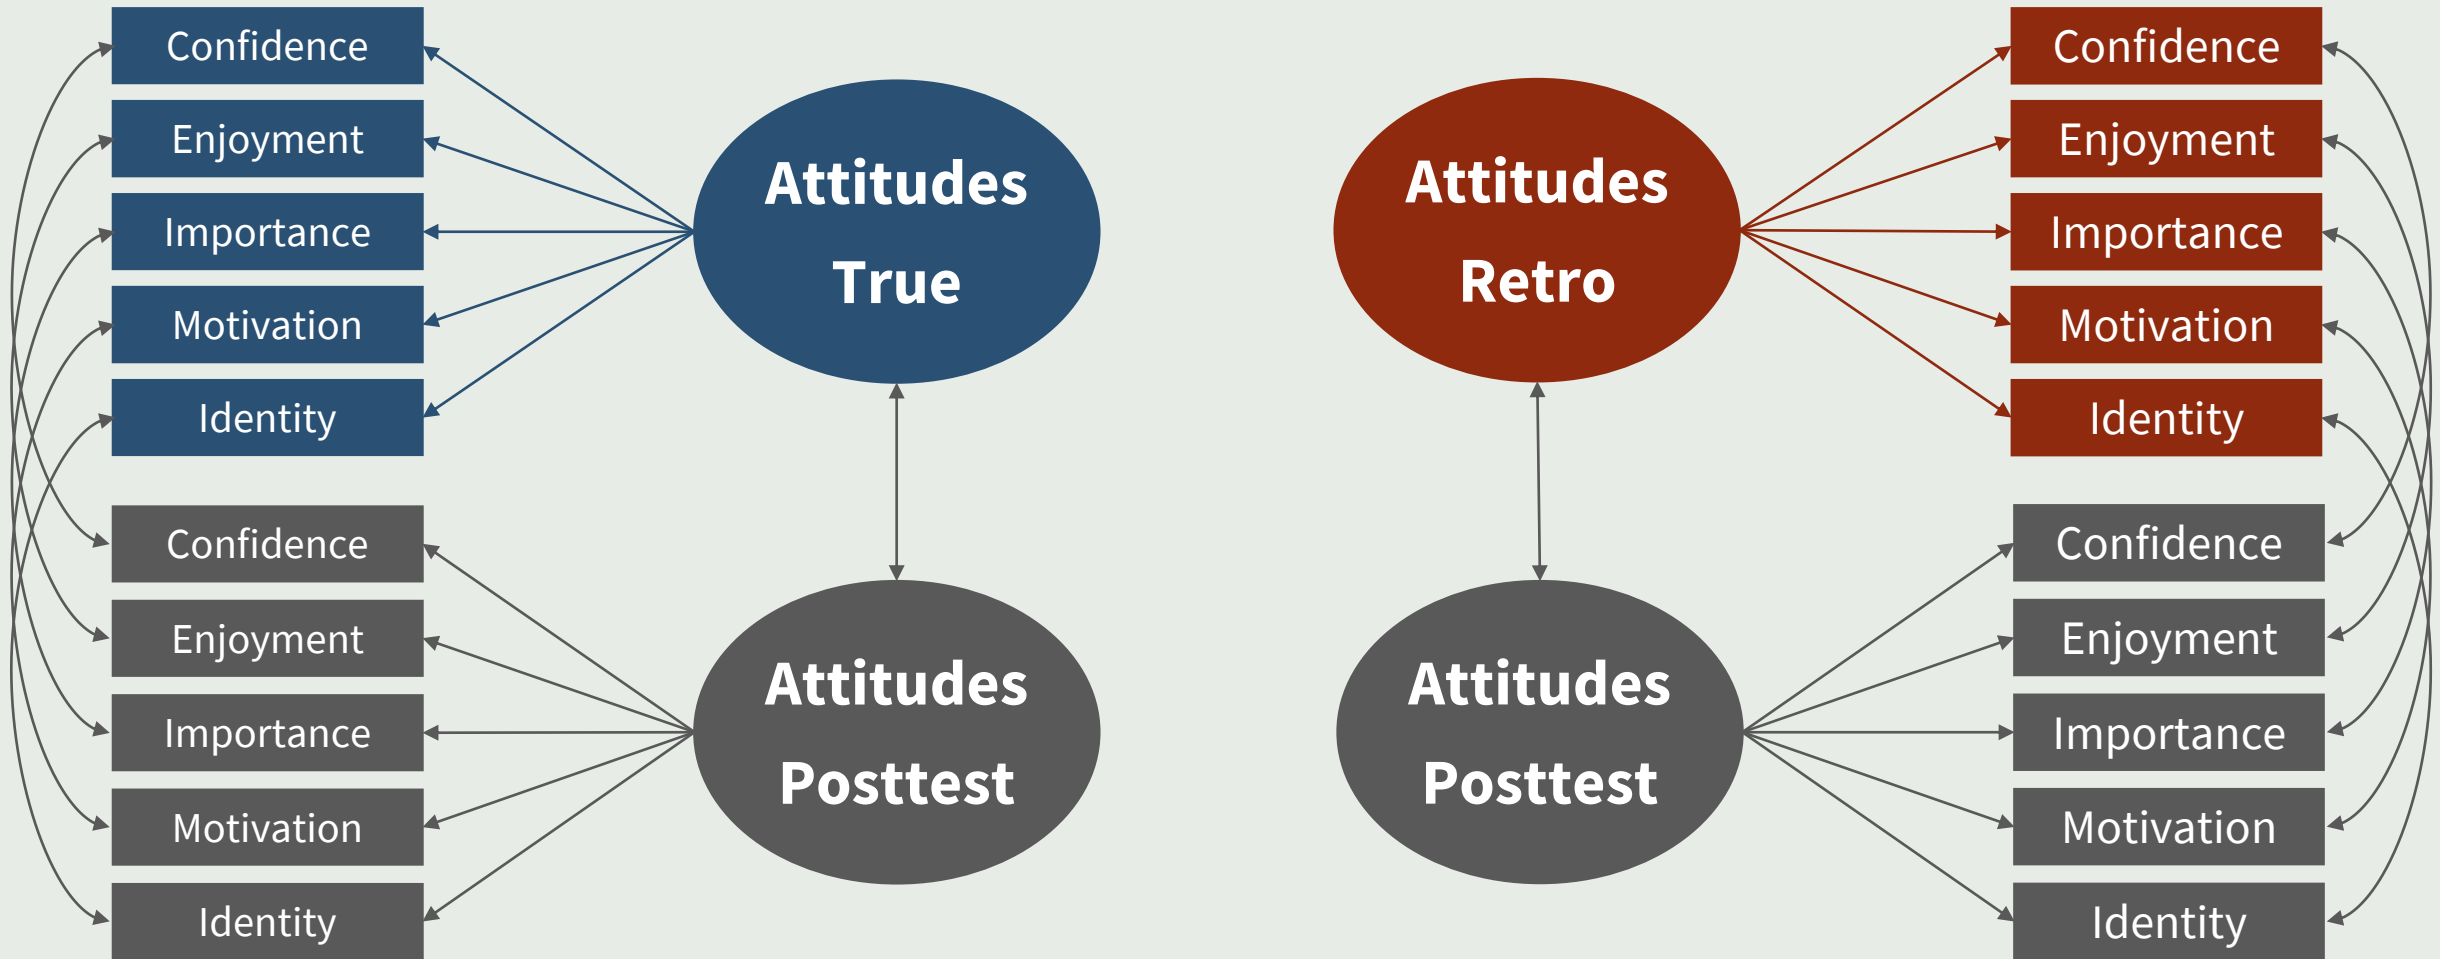 Confidence
Enjoyment
Importance
Motivation
Identity
Attitudes
True
Confidence
Enjoyment
Importance
Motivation
Identity
Attitudes
Posttest
Attitudes
Retro
Confidence
Enjoyment
Importance
Motivation
Identity
Attitudes
Posttest
Confidence
Enjoyment
Importance
Motivation
Identity